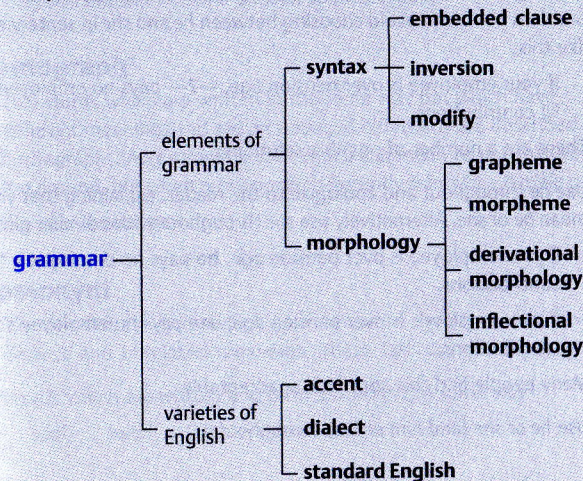 embedded clause
syntax
inversion
modify
elements of
grammar
grapheme
morpheme
morphology
derivational
morphology
inflectional
morphology
grammar
accent
varieties of
English
dialect
standard English